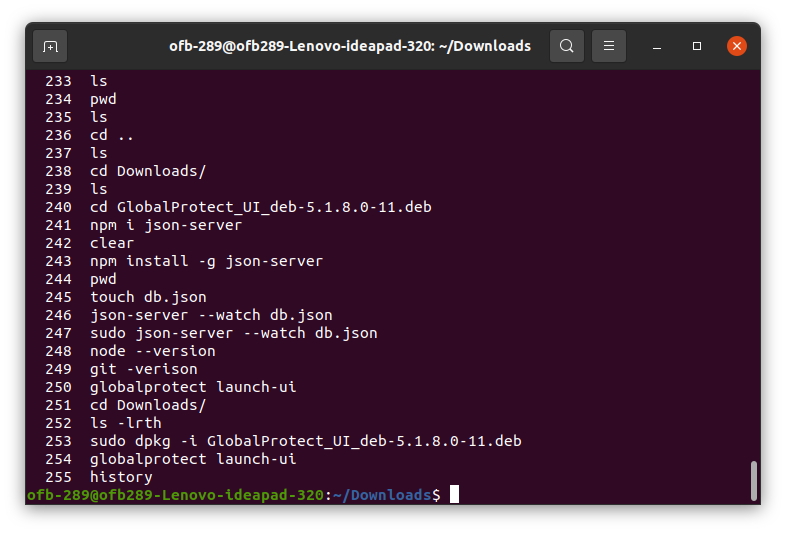 ofb-289@ofb289-Lenovo-ideapad-320: ~/Downloads
233 ls
234 pwd
235 ls
236 cd ..
237 ls
238 cd Downloads/
239 ls
240 cd GlobalProtect_UI_deb-5.1.8.0-11.deb
241 npm i json-server
242 clear
243 npm install -g json-server
244 pwd
245 touch db.json
246 json-server --watch db.json
247 sudo json-server --watch db.json
248 node --version
249 git -verison
250 globalprotect launch-ui
251 cd Downloads/
252 ls -lrth
253 sudo dpkg -i GlobalProtect_UI_deb-5.1.8.0-11.deb
254 globalprotect launch-ui
255 history
ofb-289@ofb289-Lenovo-ideapad-320:~/Downloads$